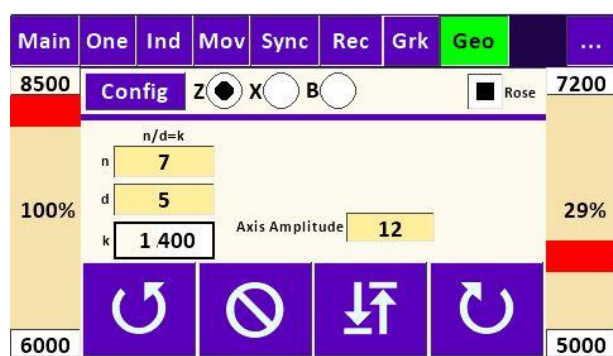 Main One Ind Mov Sync Rec Grk Geo ...
8500 Config Z X B Rose 7200
n/d=k
n 7
d 5
100% 29%
k 1.400 Axis Amplitude 12
6000 5000